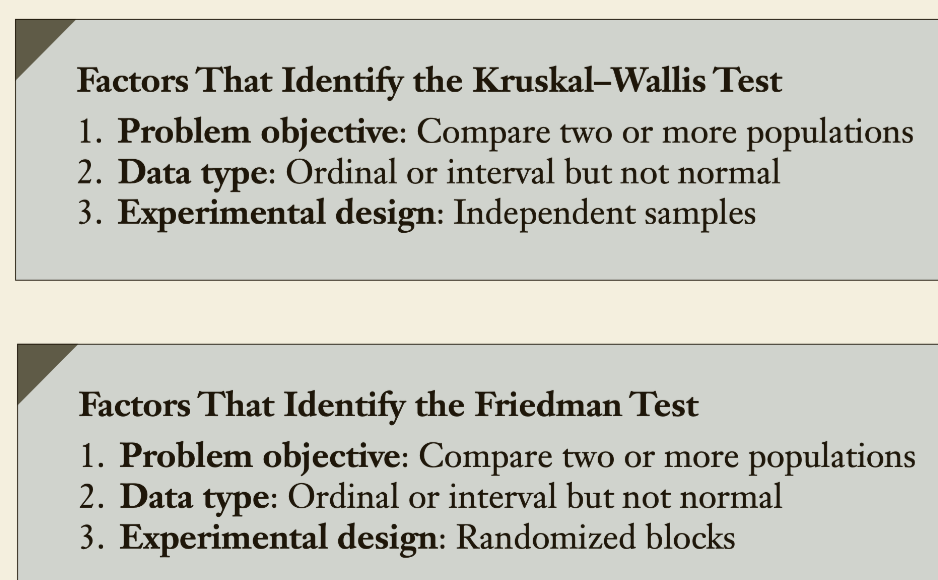 Factors That Identify the Kruskal–Wallis Test
1. Problem objective: Compare two or more populations
2. Data type: Ordinal or interval but not normal
3. Experimental design: Independent samples
Factors That Identify the Friedman Test
1. Problem objective: Compare two or more populations
2. Data type: Ordinal or interval but not normal
3. Experimental design: Randomized blocks